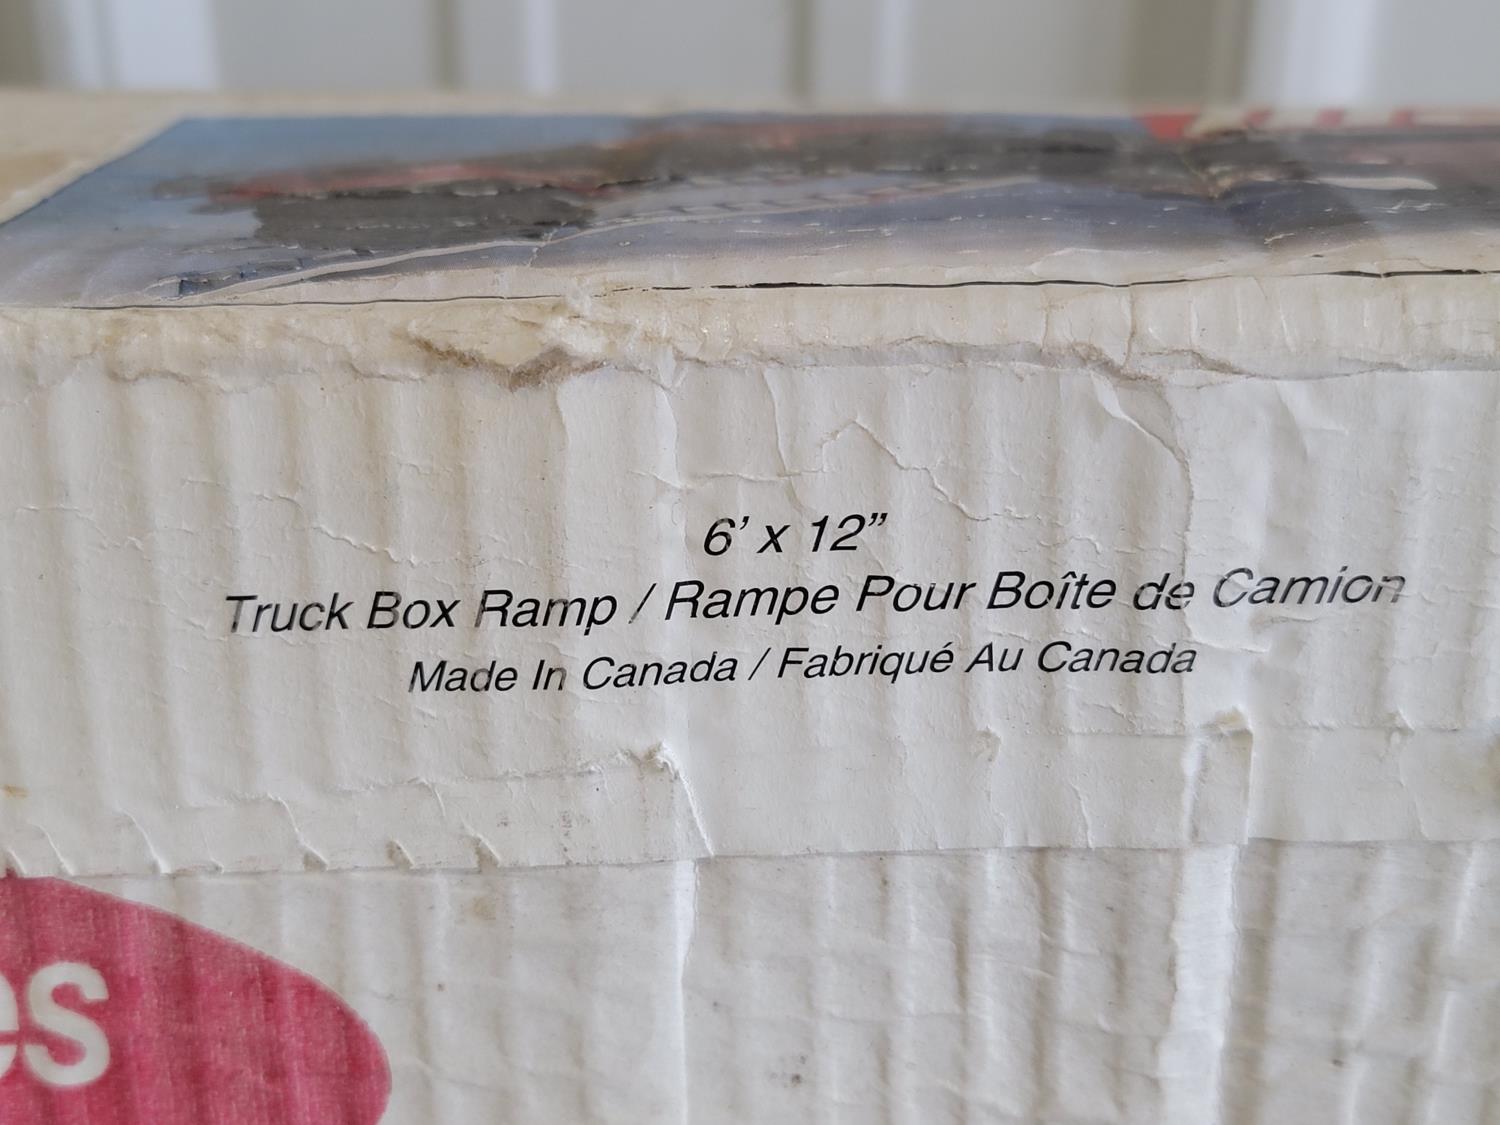 6’ x 12”
Truck Box Ramp / Rampe Pour Boîte de Camion
Made In Canada / Fabriqué Au Canada